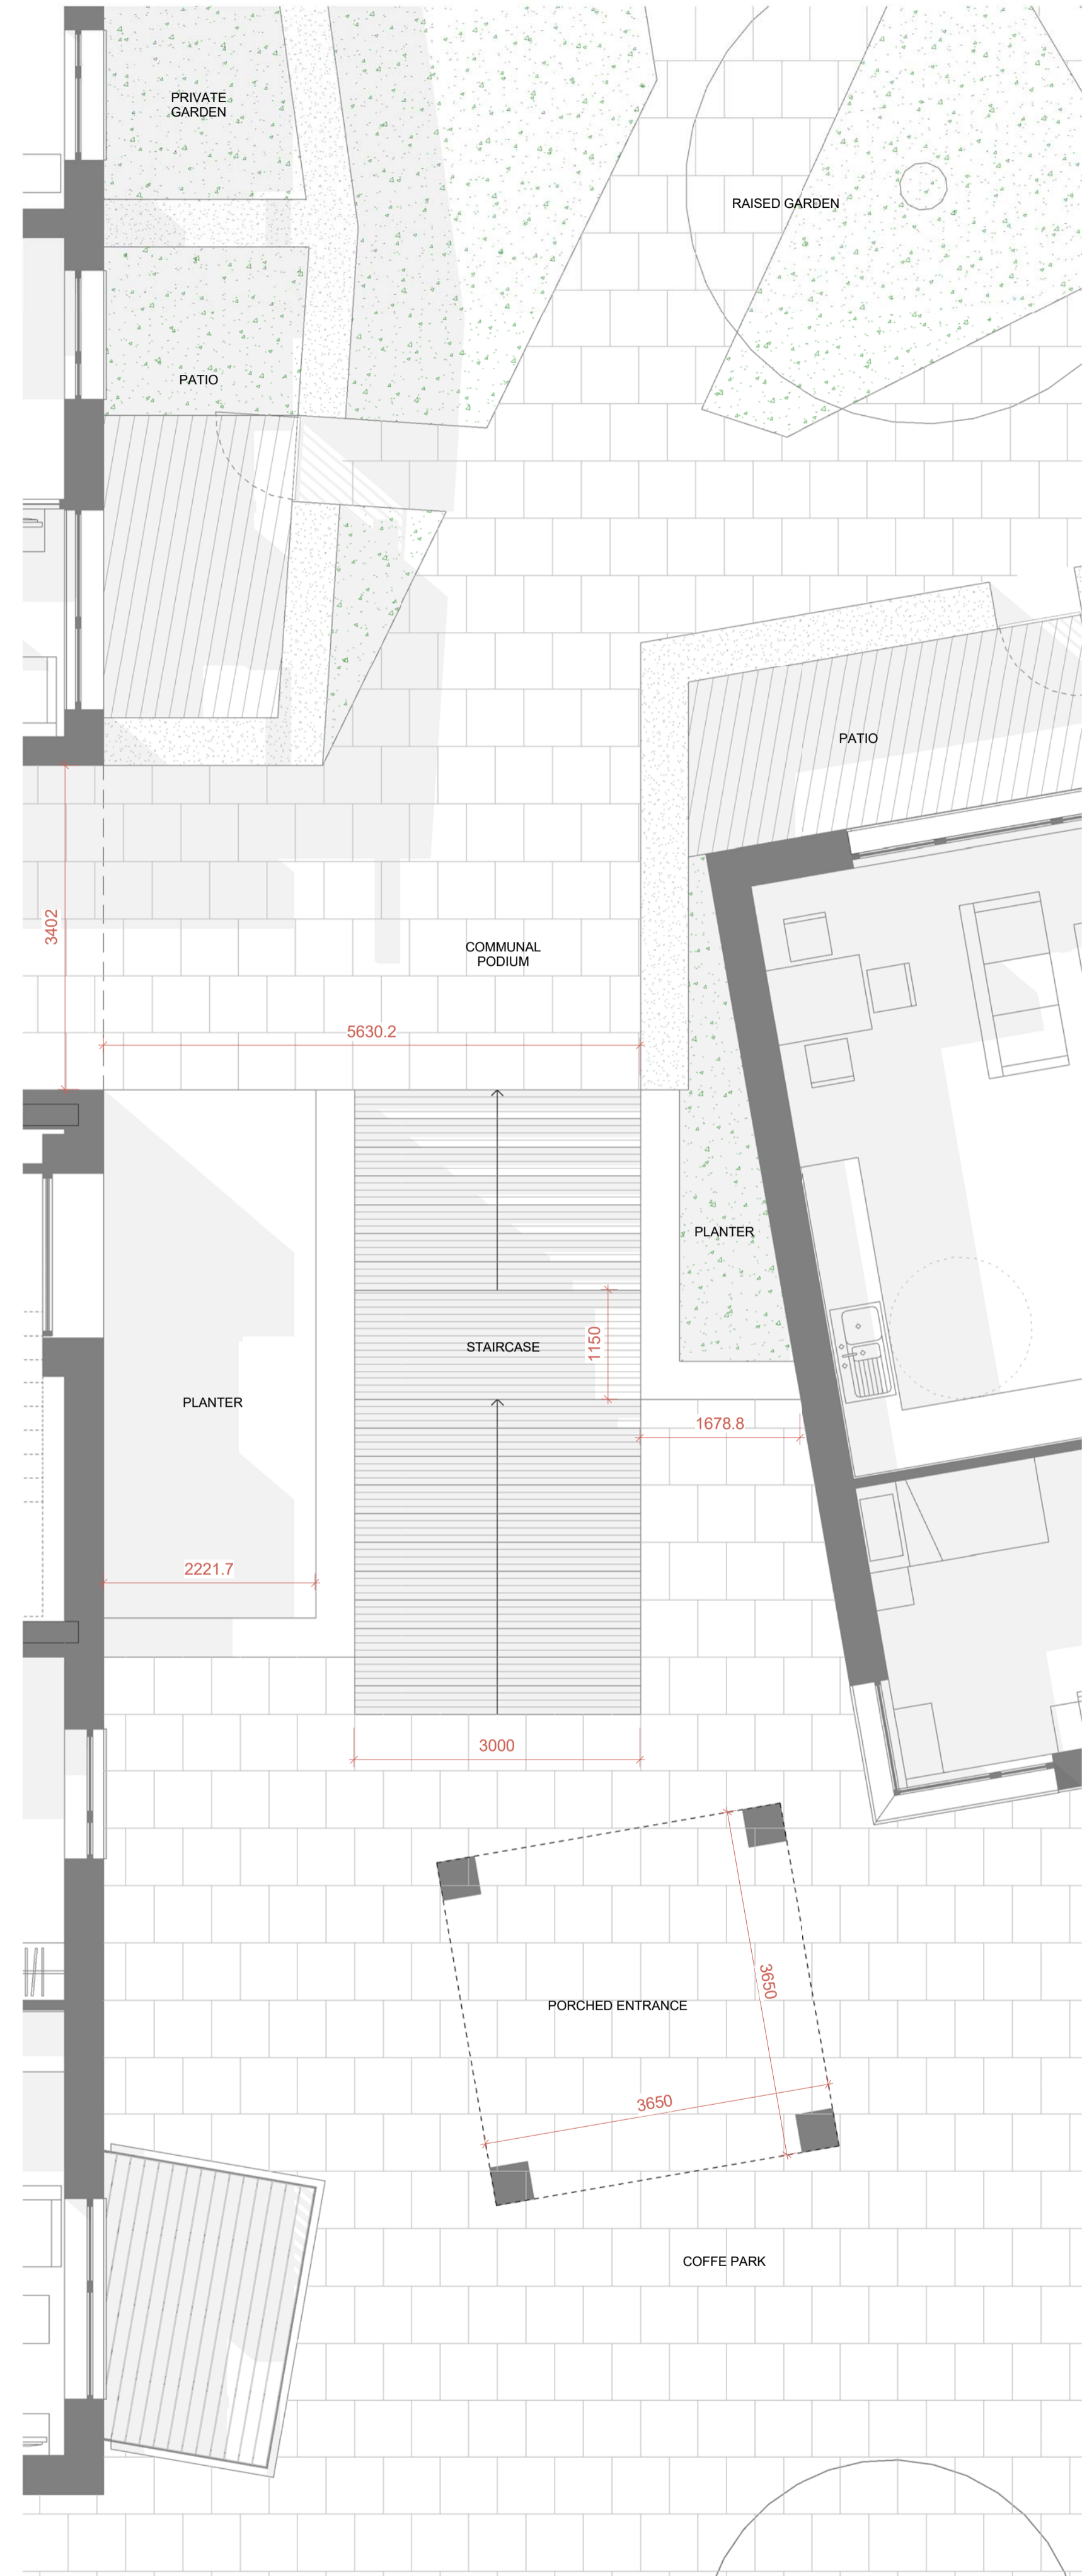 PRIVATE
GARDEN
RAISED GARDEN
PATIO
PATIO
3402
COMMUNAL
PODIUM
5630.2
PLANTER
STAIRCASE
1150
PLANTER
1678.8
2221.7
3000
3650
PORCHED ENTRANCE
3650
COFFE PARK